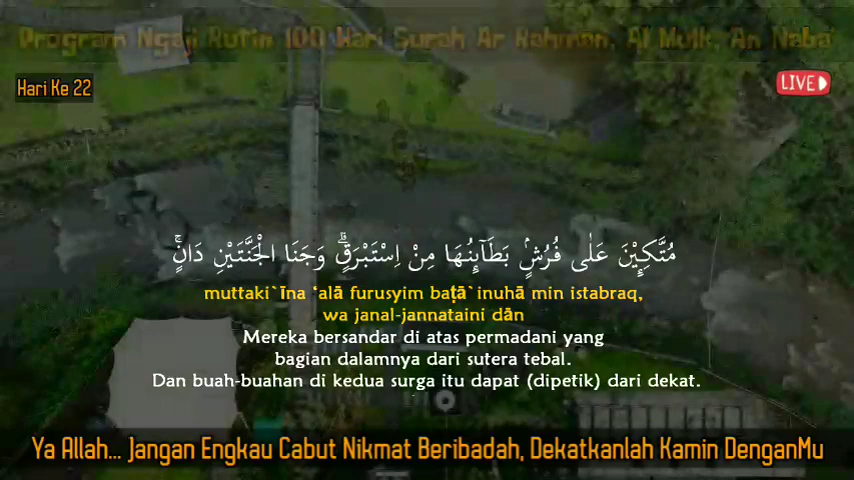 Program Ngaji Rutin 100 Hari Surah Ar Rahman, Al Mulk, An Naba'
Hari Ke 22
LIVE
مُتَّكِـِٕيْنَ عَلٰى فُرُشٍۢ بَطَاۤىِٕنُهَا مِنْ اِسْتَبْرَقٍۗ وَجَنَا الْجَنَّتَيْنِ دَانٍۚ
muttaki`īna ‘alā furusyim baṭā`inuhā min istabraq,
wa janal-jannataini dān
Mereka bersandar di atas permadani yang
bagian dalamnya dari sutera tebal.
Dan buah-buahan di kedua surga itu dapat (dipetik) dari dekat.
Ya Allah... Jangan Engkau Cabut Nikmat Beribadah, Dekatkanlah Kamin DenganMu